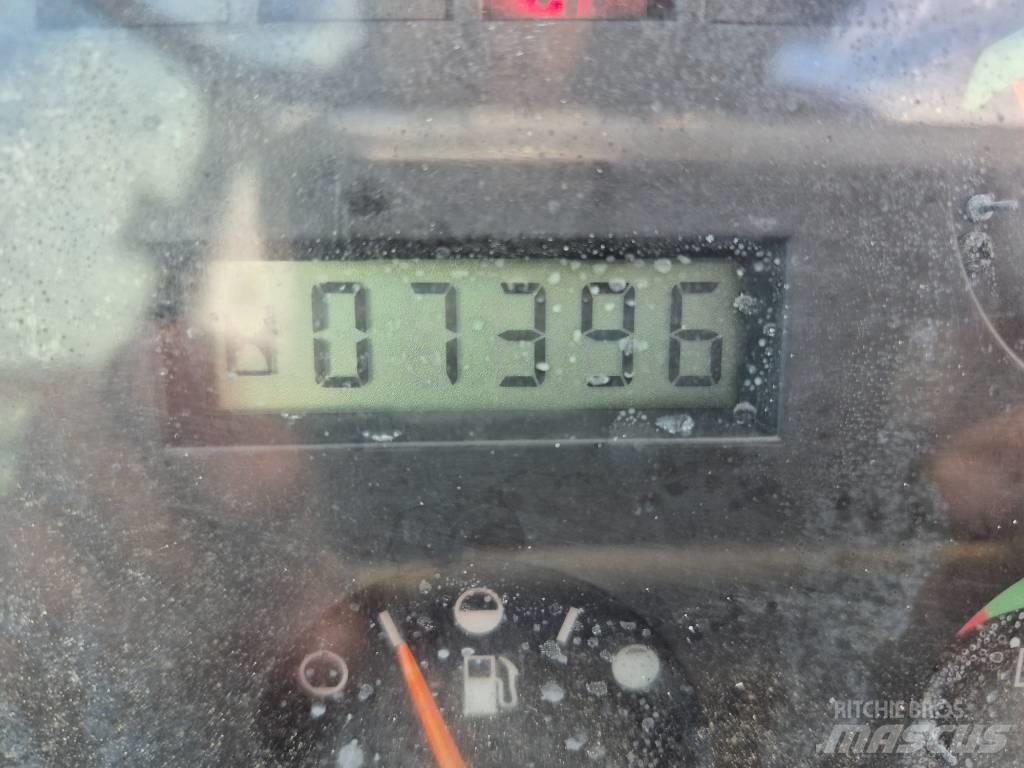 07396
RITCHIE BROS.
MASCUS